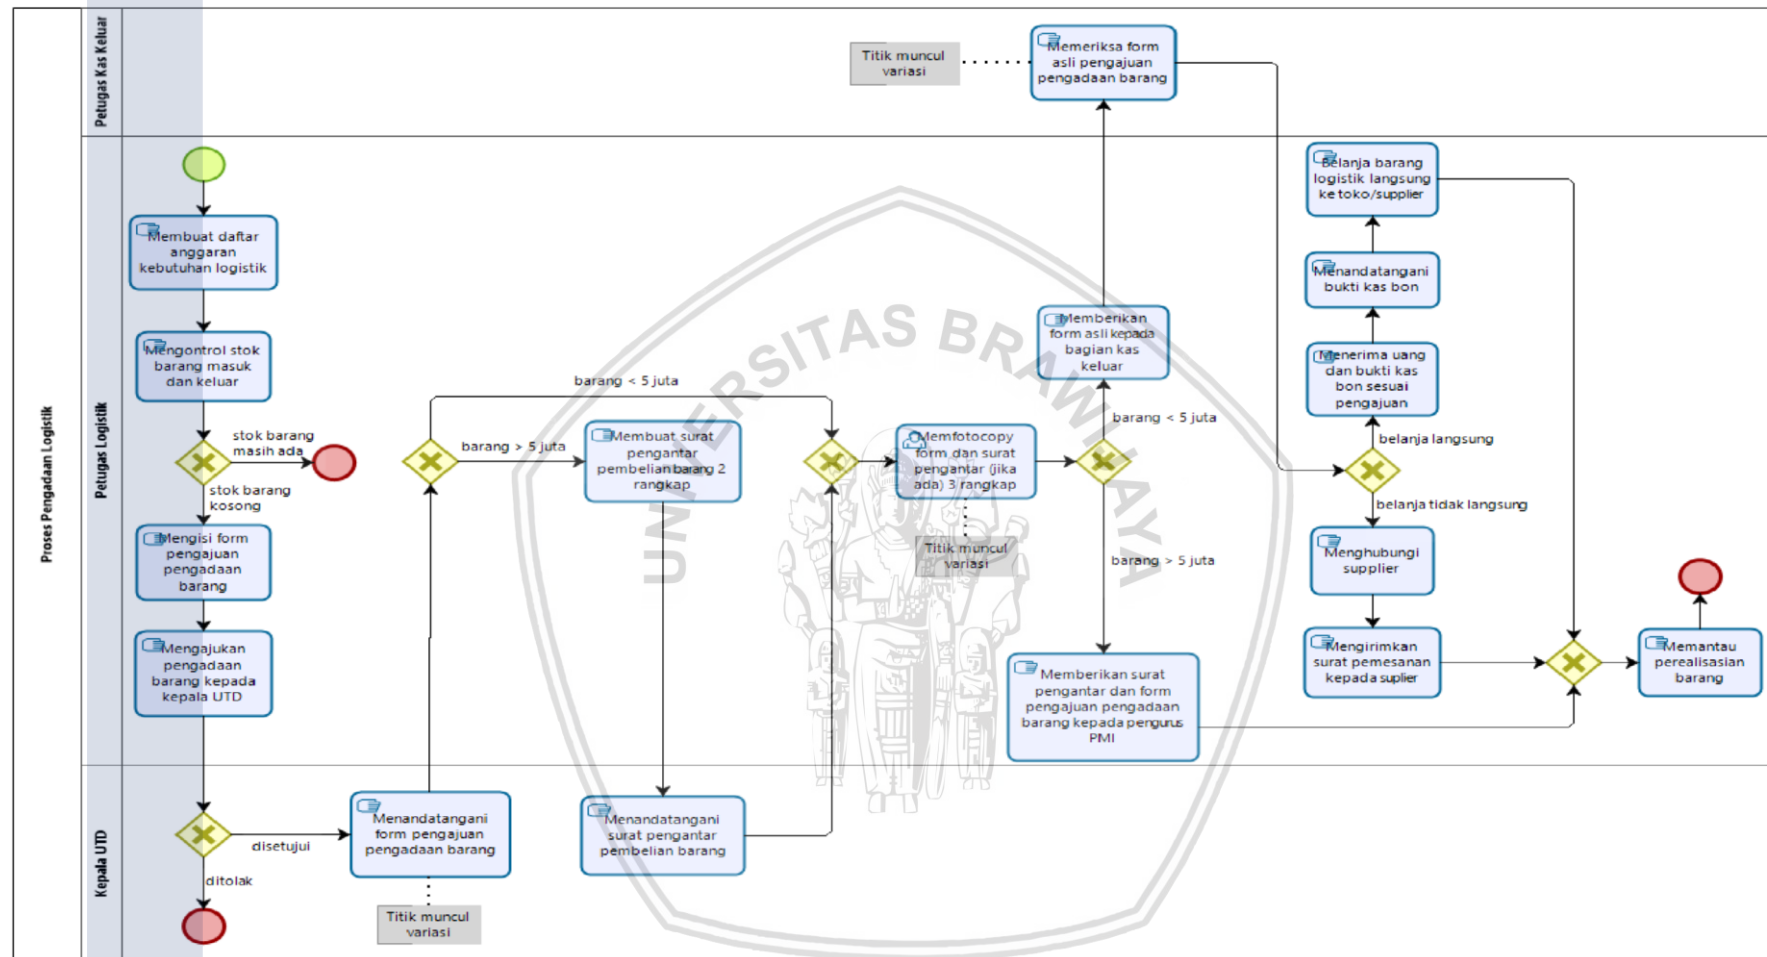 Proses Pengadaan Logistik
Petugas Kas Keluar
Titik muncul
variasi
Memeriksa form
asli pengajuan
pengadaan barang
Petugas Logistik
Membuat daftar
anggaran
kebutuhan logistik
Mengontrol stok
barang masuk
dan keluar
stok barang
masih ada
stok barang
kosong
Mengisi form
pengajuan
pengadaan
barang
Mengajukan
pengadaan
barang kepada
kepala UTD
barang < 5 juta
barang > 5 juta
Membuat surat
pengantar
pembelian barang 2
rangkap
Memfotocopy
form dan surat
pengantar (jika
ada) 3 rangkap
Titik muncul
variasi
Memberikan
form asli kepada
bagian kas
keluar
barang < 5 juta
barang > 5 juta
Memberikan surat
pengantar dan form
pengajuan pengadaan
barang kepada pengurus
PMI
Belanja barang
logistik langsung
ke toko/supplier
Menandatangani
bukti kas bon
Menerima uang
dan bukti kas
bon sesuai
pengajuan
belanja langsung
belanja tidak langsung
Menghubungi
supplier
Mengirimkan
surat pemesanan
kepada suplier
Memantau
perealisasian
barang
Kepala UTD
disetujui
ditolak
Menandatangani
form pengajuan
pengadaan barang
Titik muncul
variasi
Menandatangani
surat pengantar
pembelian barang
UNIVERSITAS BRAWIJAYA